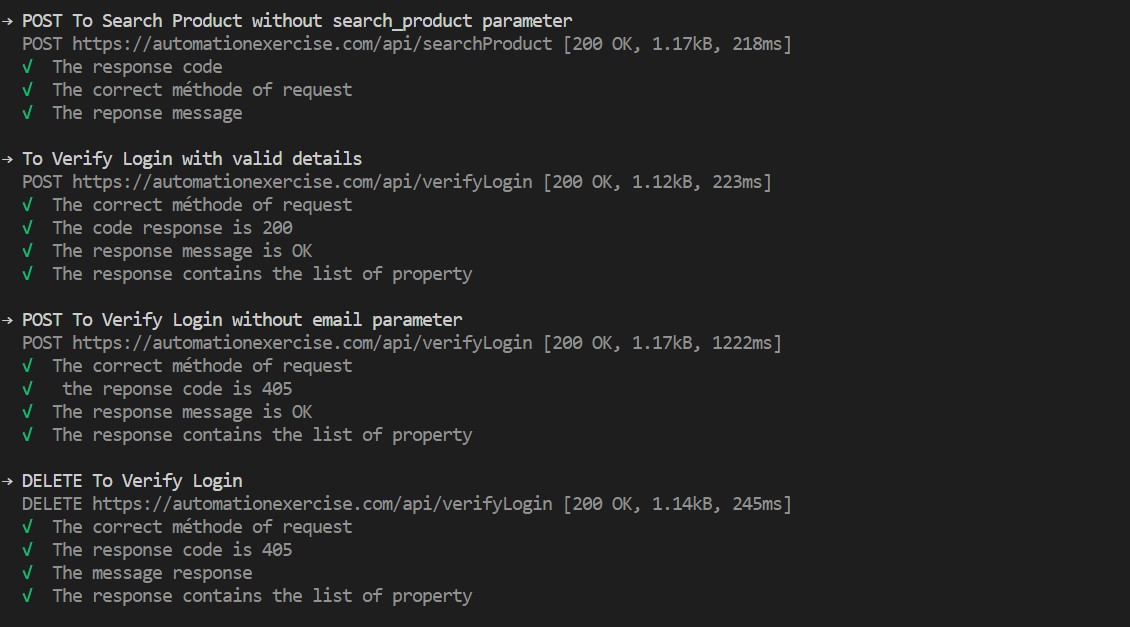 → POST To Search Product without search_product parameter
POST https://automationexercise.com/api/searchProduct [200 OK, 1.17kB, 218ms]
√ The response code
√ The correct méthode of request
√ The reponse message
→ To Verify Login with valid details
POST https://automationexercise.com/api/verifyLogin [200 OK, 1.12kB, 223ms]
√ The correct méthode of request
√ The code response is 200
√ The response message is OK
√ The response contains the list of property
→ POST To Verify Login without email parameter
POST https://automationexercise.com/api/verifyLogin [200 OK, 1.17kB, 1222ms]
√ The correct méthode of request
√ the reponse code is 405
√ The response message is OK
√ The response contains the list of property
→ DELETE To Verify Login
DELETE https://automationexercise.com/api/verifyLogin [200 OK, 1.14kB, 245ms]
√ The correct méthode of request
√ The response code is 405
√ The message response
√ The response contains the list of property